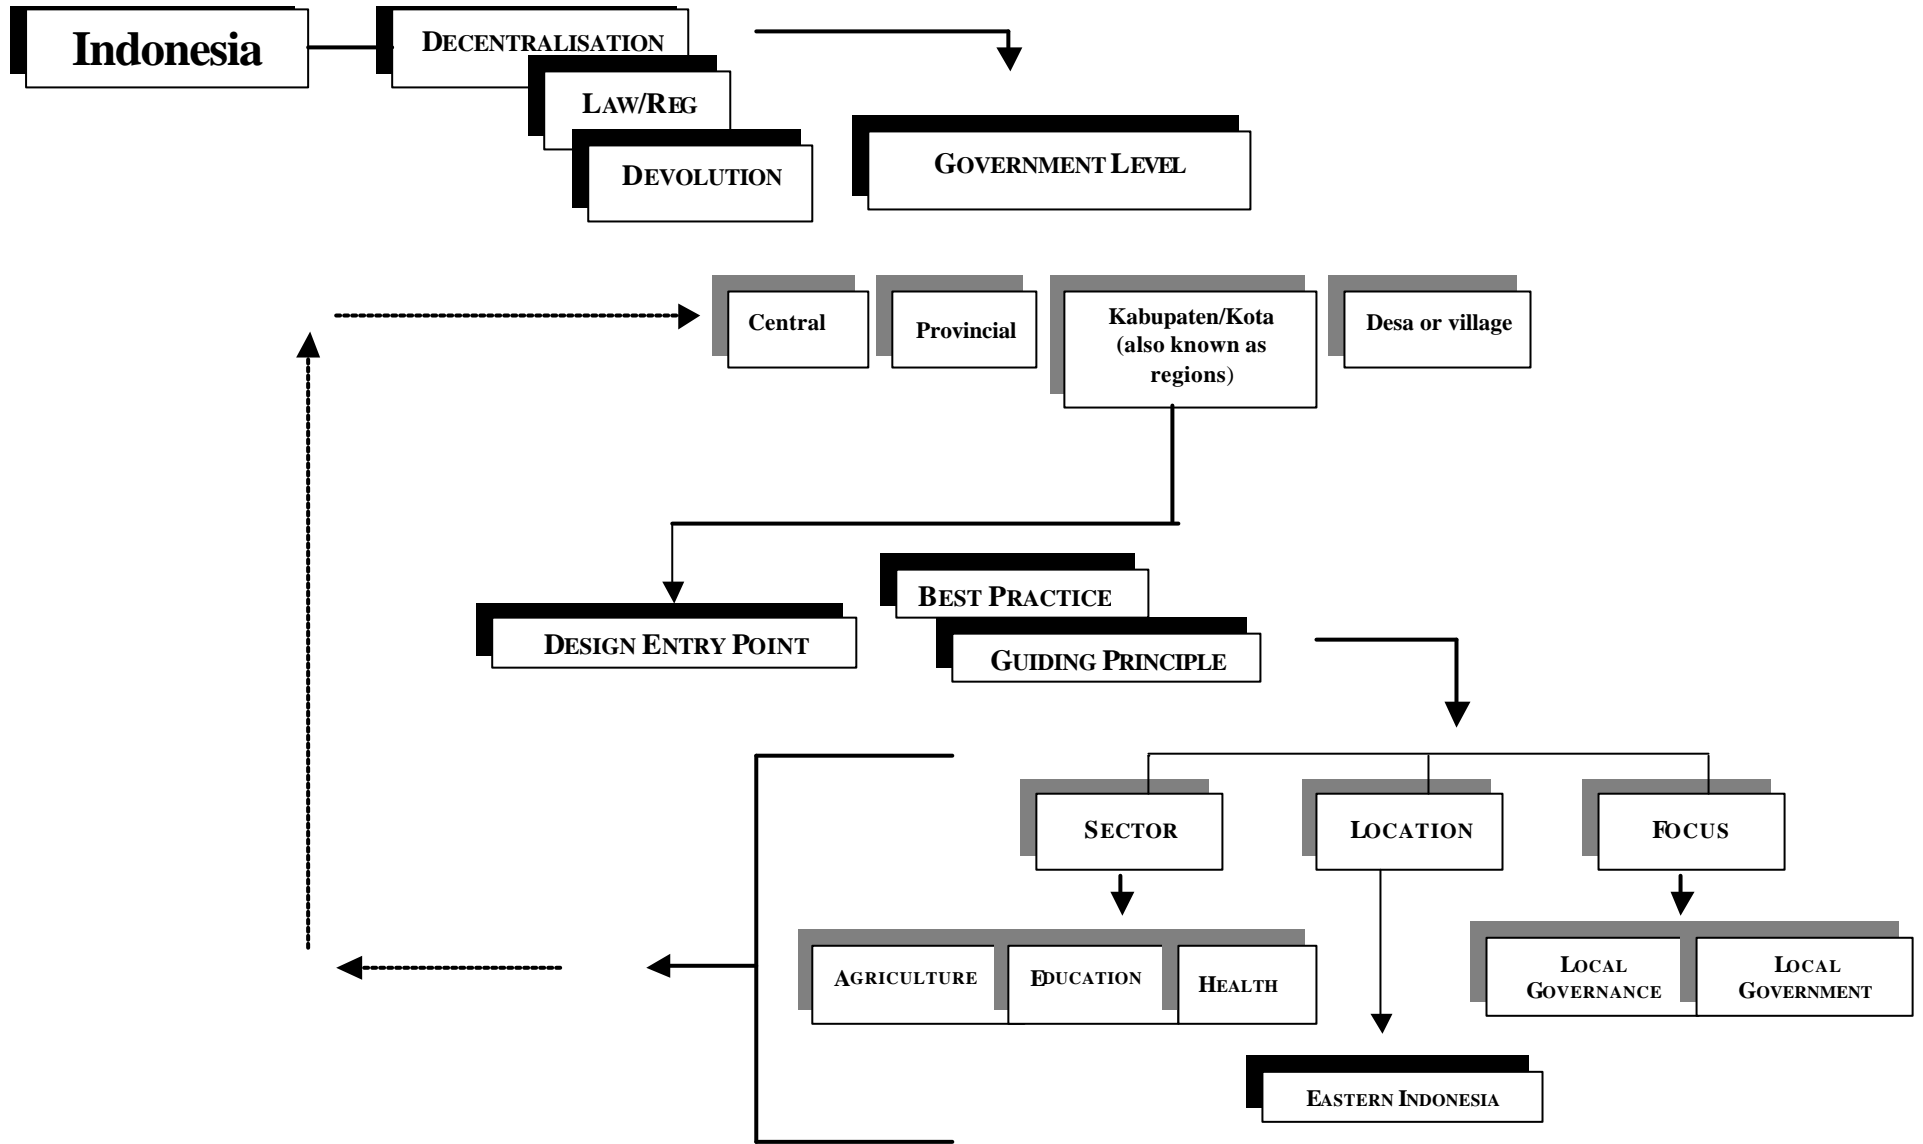 Indonesia
DECENTRALISATION
LAW/REG
DEVOLUTION
GOVERNMENT LEVEL
Central
Provincial
Kabupaten/Kota
(also known as
regions)
Desa or village
BEST PRACTICE
DESIGN ENTRY POINT
GUIDING PRINCIPLE
SECTOR
LOCATION
FOCUS
AGRICULTURE
EDUCATION
HEALTH
LOCAL
GOVERNANCE
LOCAL
GOVERNMENT
EASTERN INDONESIA